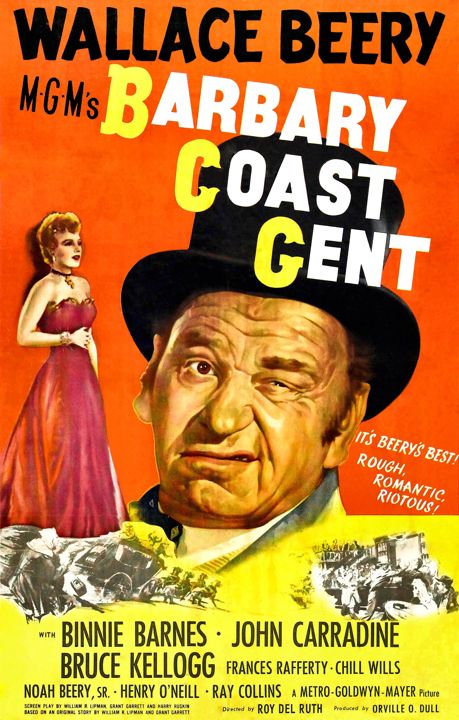 WALLACE BEERY
M·G·M's BARBARY
COAST
GENT
IT'S BEERY'S BEST!
ROUGH,
ROMANTIC,
RIOTOUS!
WITH BINNIE BARNES · JOHN CARRADINE
BRUCE KELLOGG FRANCES RAFFERTY · CHILL WILLS
NOAH BEERY, SR. · HENRY O'NEILL · RAY COLLINS A METRO-GOLDWYN-MAYER Picture
SCREEN PLAY BY WILLIAM R. LIPMAN, GRANT GARRETT AND HARRY RUSKIN
BASED ON AN ORIGINAL STORY BY WILLIAM R. LIPMAN AND GRANT GARRETT. Directed by ROY DEL RUTH Produced by ORVILLE O. DULL